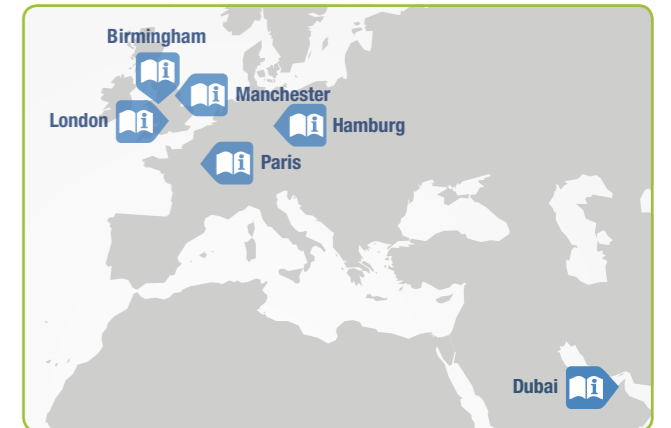 Birmingham
Manchester
London
Hamburg
Paris
Dubai